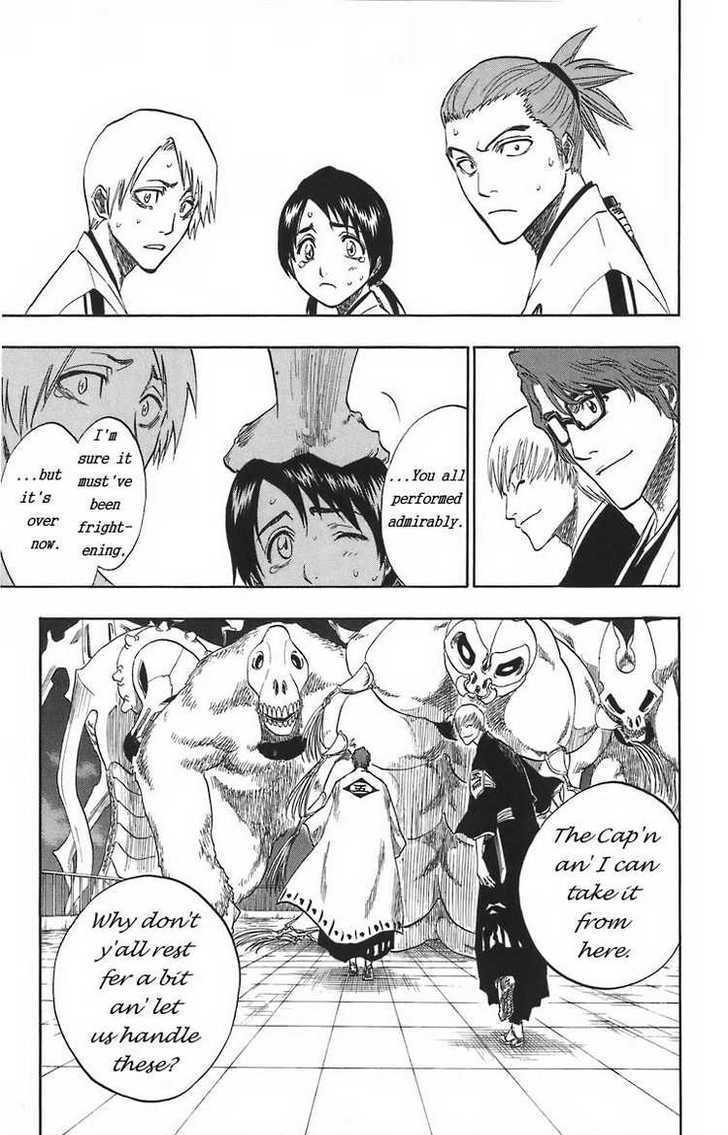 ...You all
performed
admirably.
I'm
sure it
must've
been
fright-
ening,
...but
it's
over
now.
五
The Cap'n
an' I can
take it
from
here.
Why don't
y'all rest
fer a bit
an' let
us handle
these?